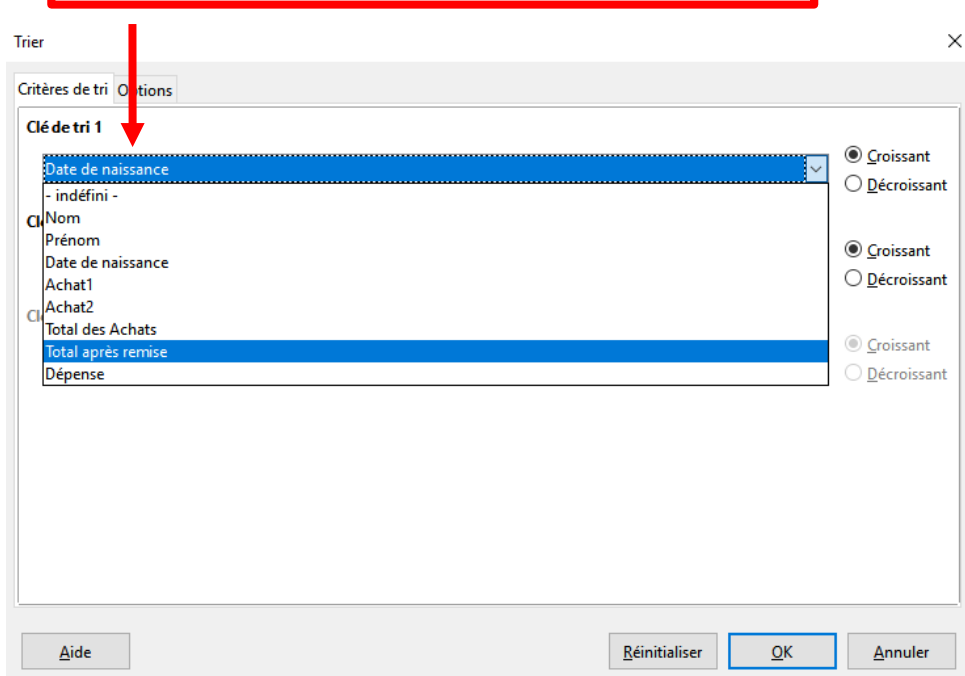 Trier
Critères de tri Options
Clé de tri 1
Date de naissance
Croissant
Décroissant
- indéfini -
Nom
Prénom
Date de naissance
Achat1
Achat2
Total des Achats
Total après remise
Dépense
Croissant
Décroissant
Croissant
Décroissant
Aide
Réinitialiser
OK
Annuler